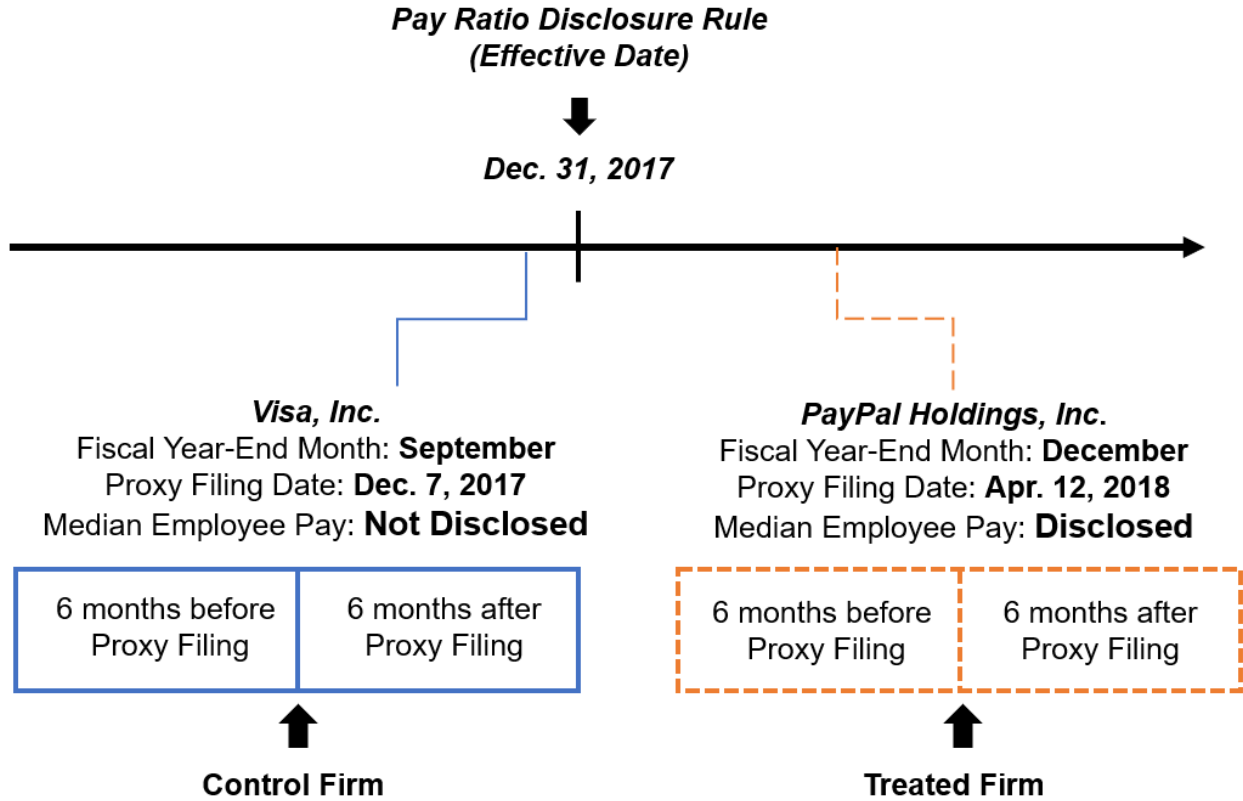 Pay Ratio Disclosure Rule
(Effective Date)
Dec. 31, 2017
Visa, Inc.
Fiscal Year-End Month: September
Proxy Filing Date: Dec. 7, 2017
Median Employee Pay: Not Disclosed
6 months before
Proxy Filing
6 months after
Proxy Filing
Control Firm
PayPal Holdings, Inc.
Fiscal Year-End Month: December
Proxy Filing Date: Apr. 12, 2018
Median Employee Pay: Disclosed
6 months before
Proxy Filing
6 months after
Proxy Filing
Treated Firm